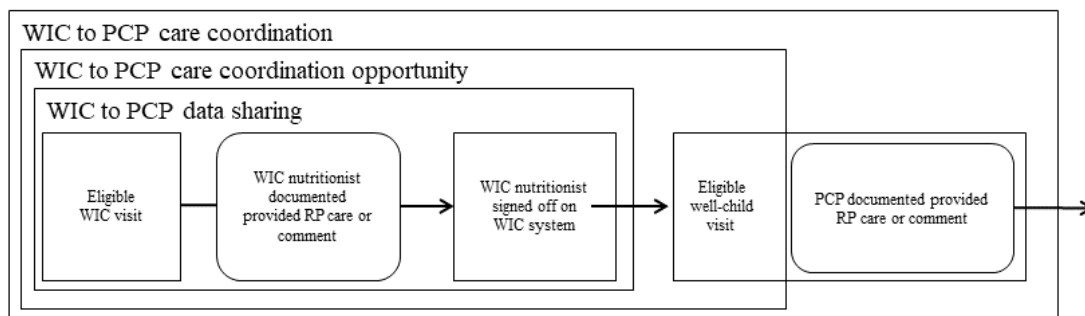 WIC to PCP care coordination
WIC to PCP care coordination opportunity
WIC to PCP data sharing
Eligible
WIC visit
WIC nutritionist
documented
provided RP care or
comment
WIC nutritionist
signed off on
WIC system
Eligible
well-child
visit
PCP documented provided
RP care or comment